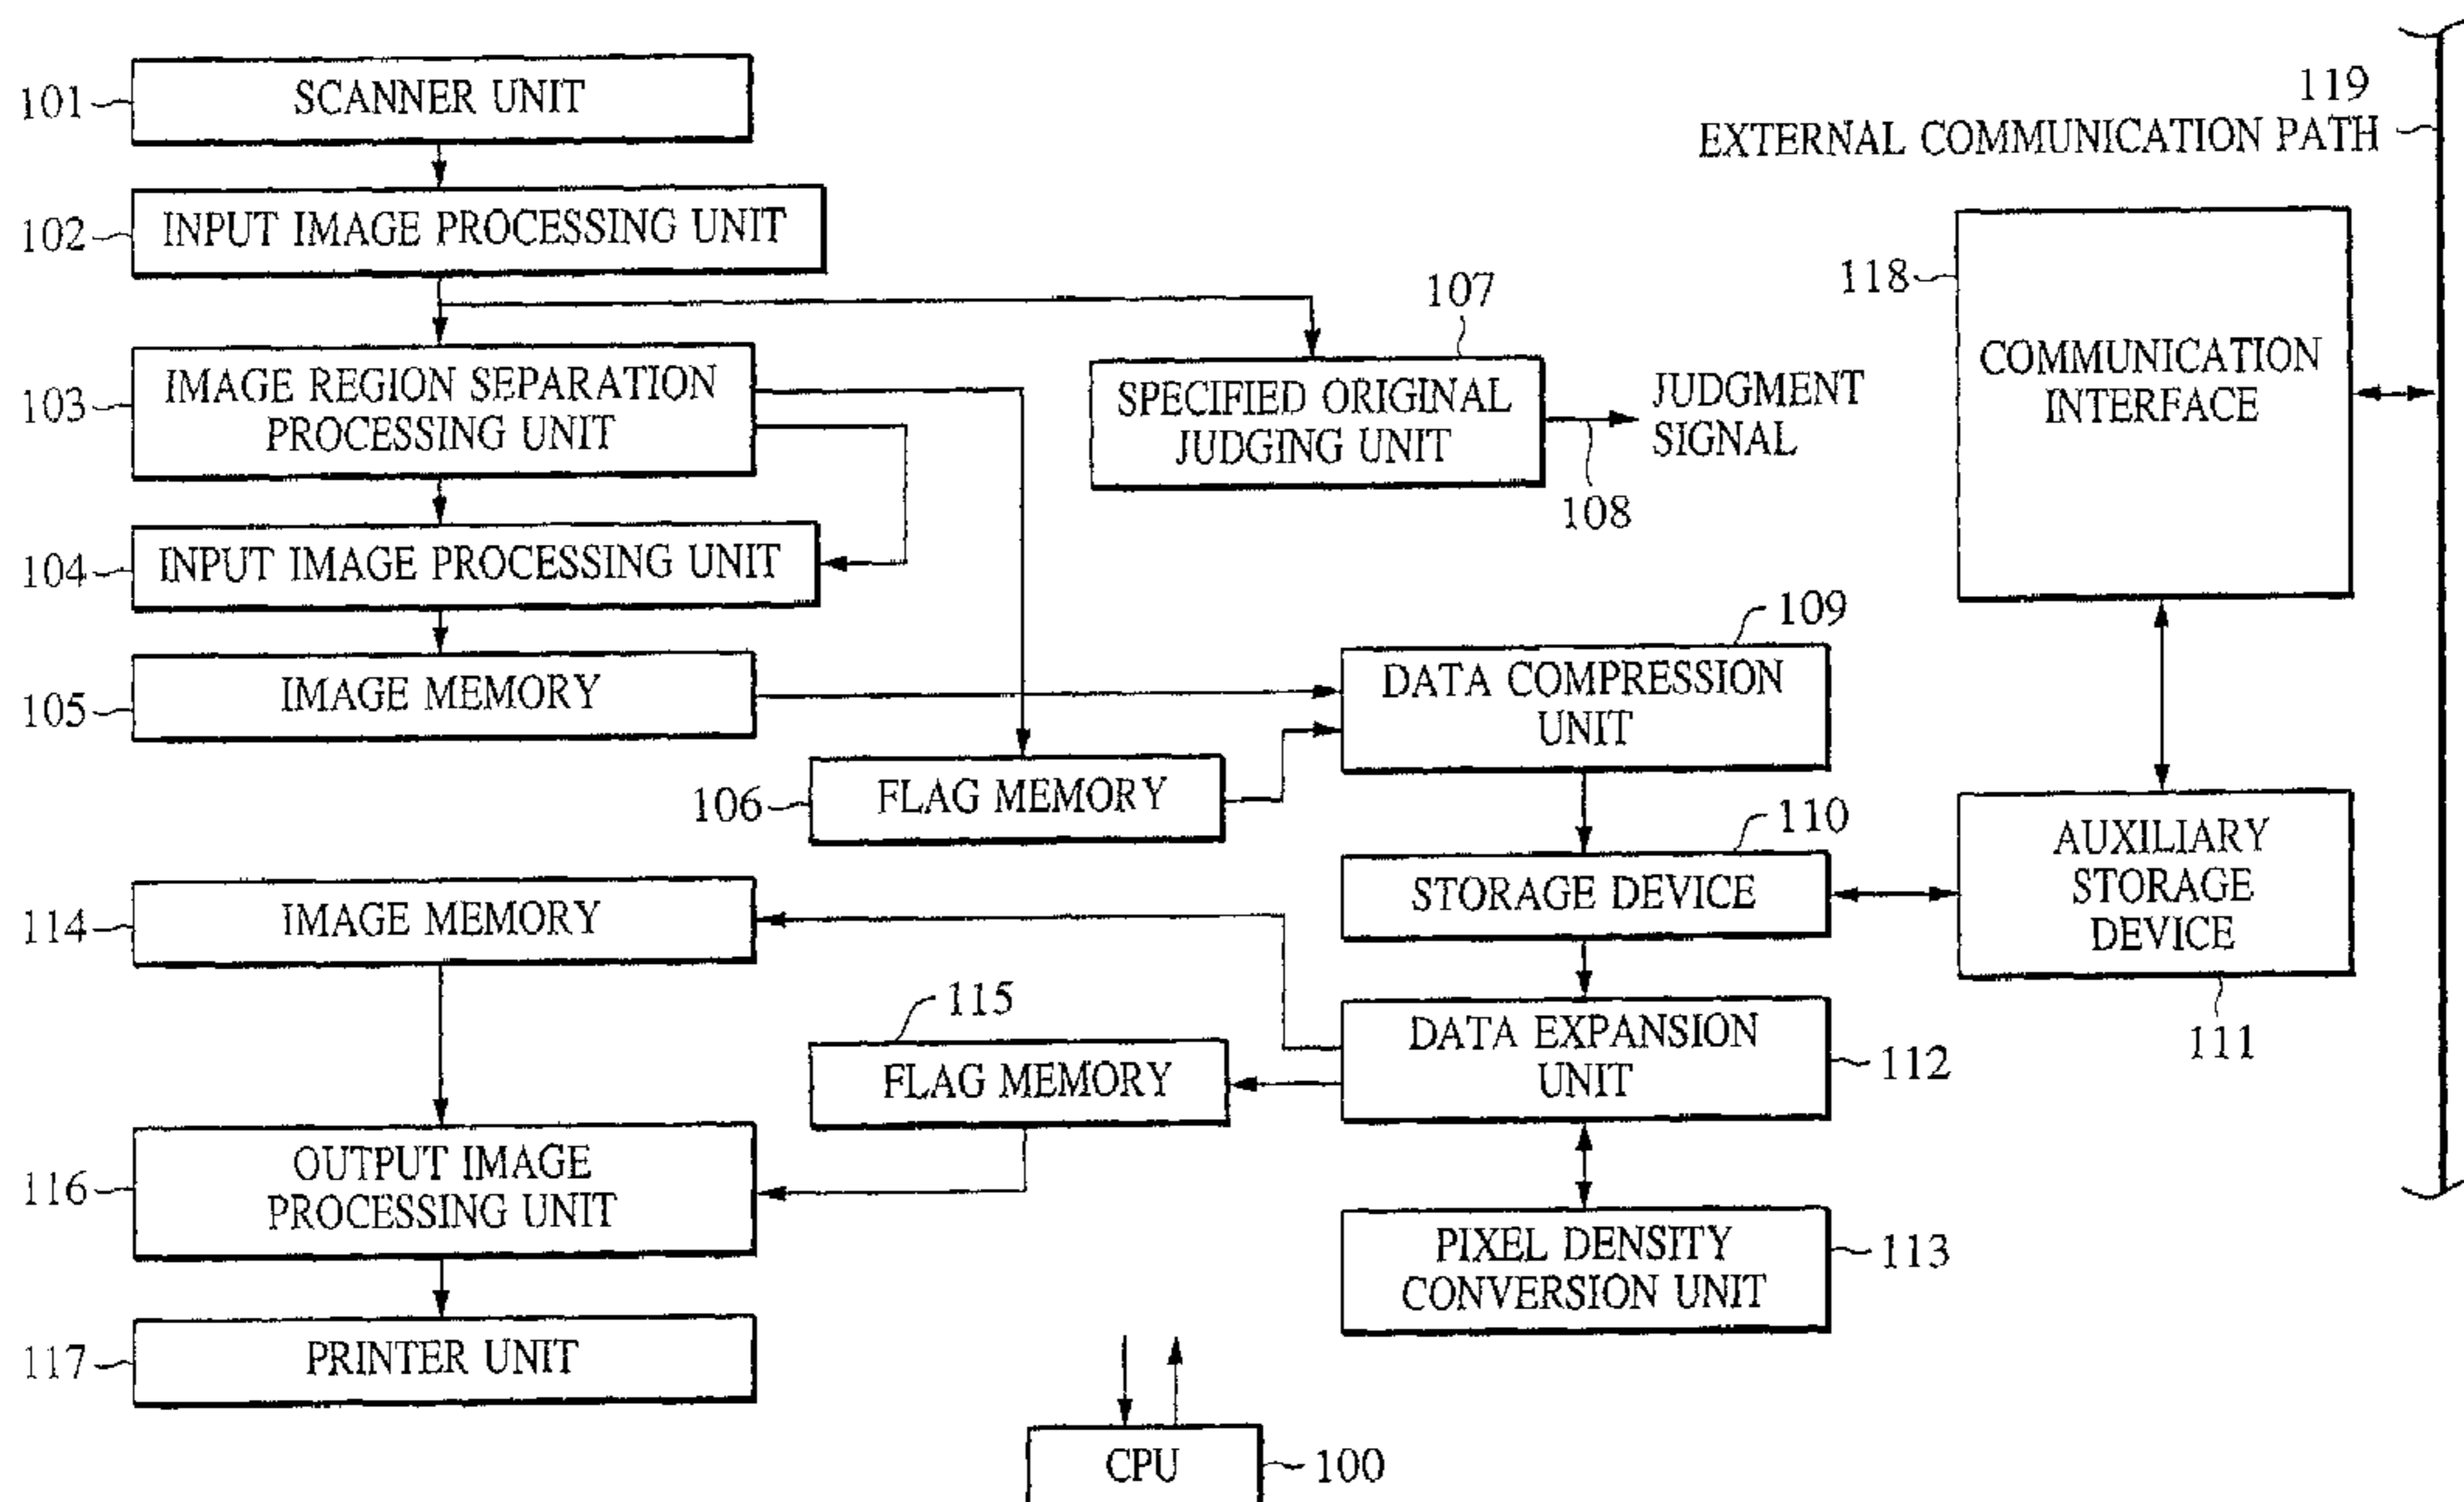 101
SCANNER UNIT
102
INPUT IMAGE PROCESSING UNIT
103
IMAGE REGION SEPARATION
PROCESSING UNIT
104
INPUT IMAGE PROCESSING UNIT
105
IMAGE MEMORY
106
FLAG MEMORY
107
SPECIFIED ORIGINAL
JUDGING UNIT
108
JUDGMENT
SIGNAL
109
DATA COMPRESSION
UNIT
110
STORAGE DEVICE
119
EXTERNAL COMMUNICATION PATH
118
COMMUNICATION
INTERFACE
AUXILIARY
STORAGE
DEVICE
111
DATA EXPANSION
UNIT
112
PIXEL DENSITY
CONVERSION UNIT
113
114
IMAGE MEMORY
115
FLAG MEMORY
116
OUTPUT IMAGE
PROCESSING UNIT
117
PRINTER UNIT
CPU
100